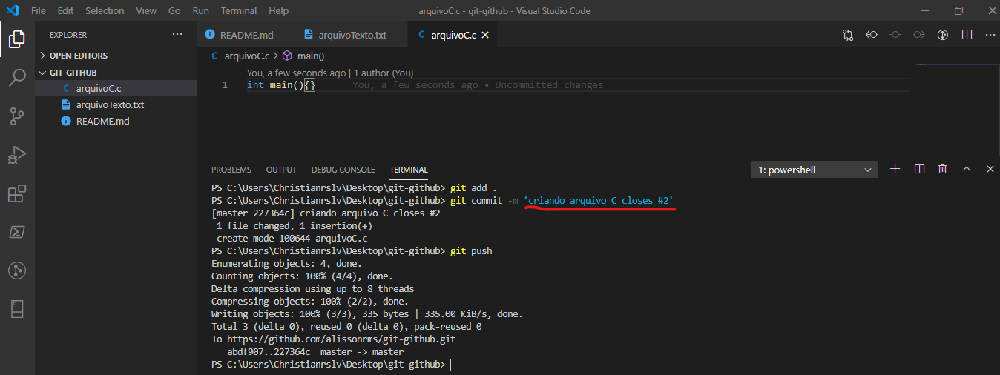 File Edit Selection View Go Run Terminal Help arquivoC.c - git-github - Visual Studio Code
EXPLORER
OPEN EDITORS
GIT-GITHUB
arquivoC.c
arquivoTexto.txt
README.md
README.md arquivoTexto.txt arquivoC.c
arquivoC.c > main()
You, a few seconds ago | 1 author (You)
1 int main(){} You, a few seconds ago • Uncommitted changes
PROBLEMS OUTPUT DEBUG CONSOLE TERMINAL 1: powershell
PS C:\Users\Christianrslv\Desktop\git-github> git add .
PS C:\Users\Christianrslv\Desktop\git-github> git commit -m 'criando arquivo C closes #2'
[master 227364c] criando arquivo C closes #2
1 file changed, 1 insertion(+)
create mode 100644 arquivoC.c
PS C:\Users\Christianrslv\Desktop\git-github> git push
Enumerating objects: 4, done.
Counting objects: 100% (4/4), done.
Delta compression using up to 8 threads
Compressing objects: 100% (2/2), done.
Writing objects: 100% (3/3), 335 bytes | 335.00 KiB/s, done.
Total 3 (delta 0), reused 0 (delta 0), pack-reused 0
To https://github.com/alissonrms/git-github.git
abdf907..227364c master -> master
PS C:\Users\Christianrslv\Desktop\git-github>